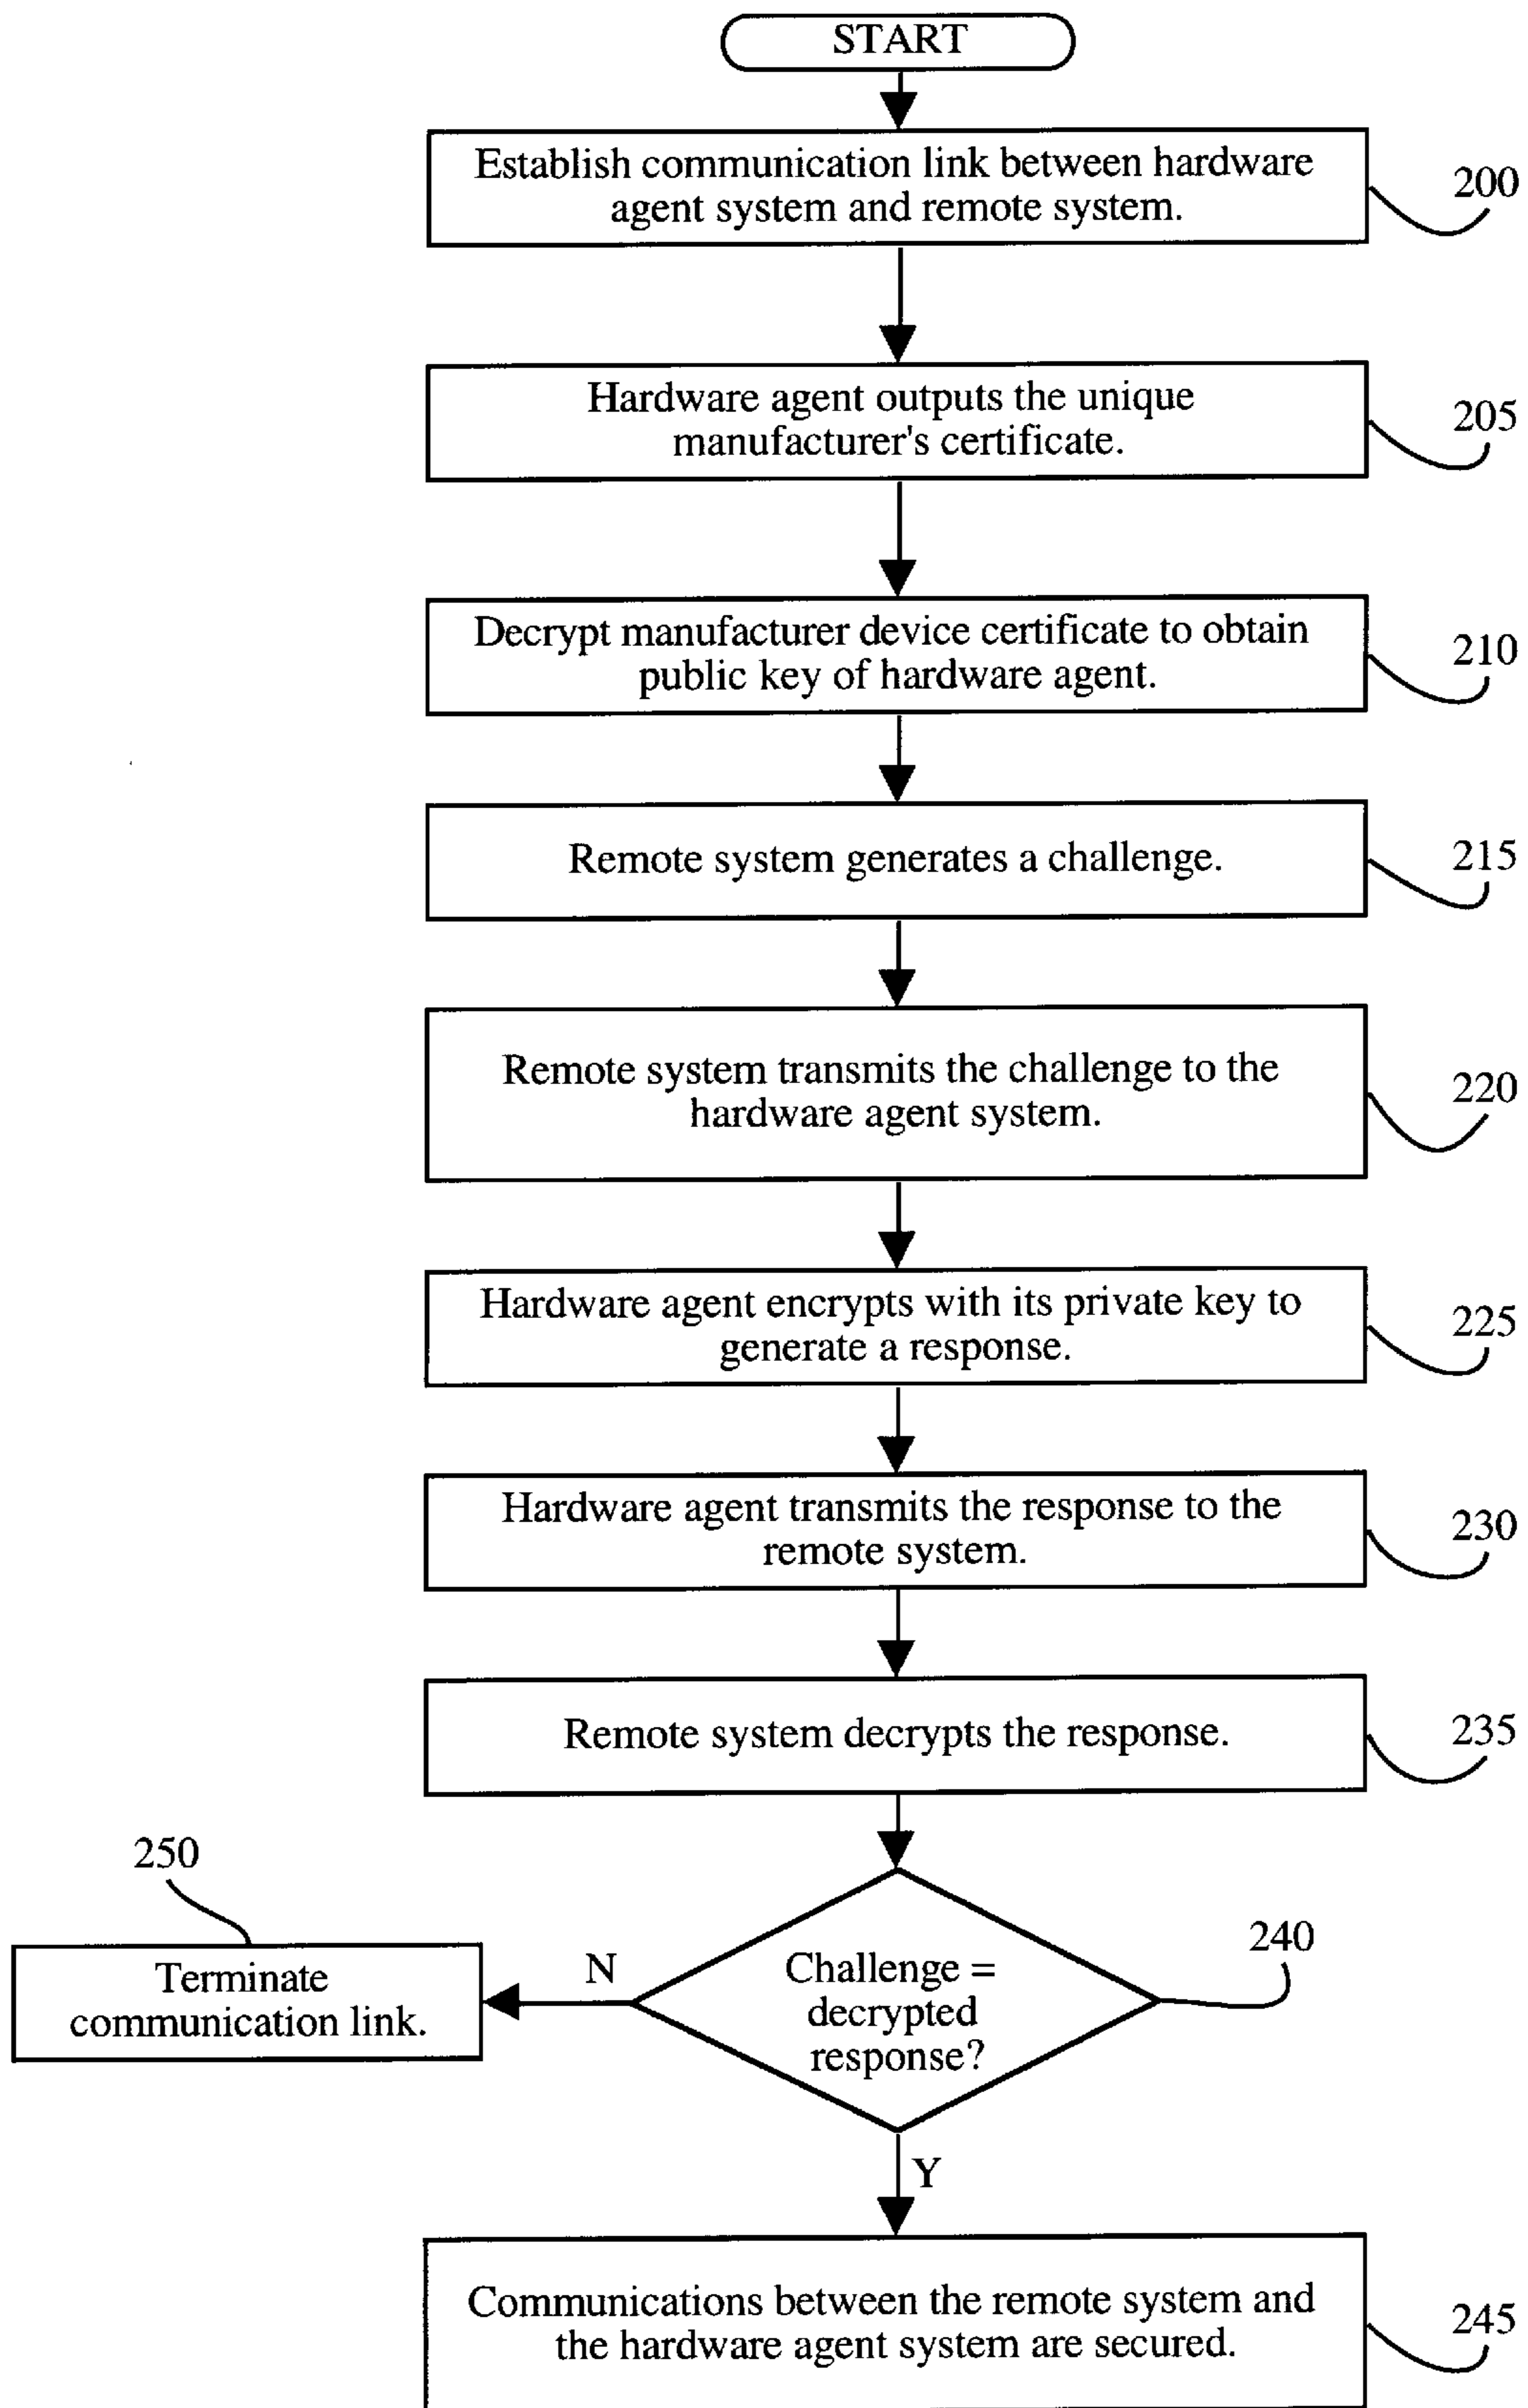 START
Establish communication link between hardware
agent system and remote system.
200
Hardware agent outputs the unique
manufacturer's certificate.
205
Decrypt manufacturer device certificate to obtain
public key of hardware agent.
210
Remote system generates a challenge.
215
Remote system transmits the challenge to the
hardware agent system.
220
Hardware agent encrypts with its private key to
generate a response.
225
Hardware agent transmits the response to the
remote system.
230
Remote system decrypts the response.
235
250
Terminate
communication link.
N
Challenge =
decrypted
response?
240
Y
Communications between the remote system and
the hardware agent system are secured.
245